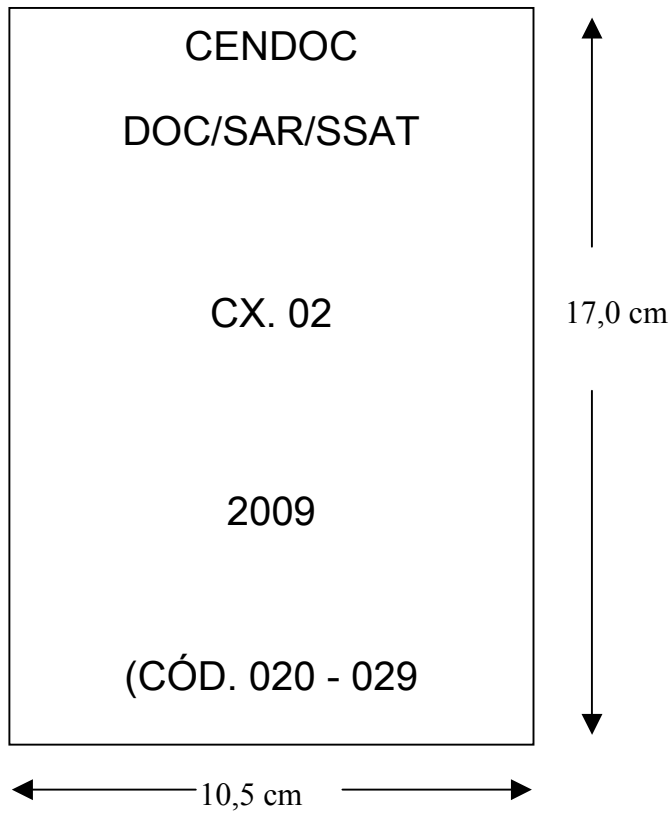 CENDOC
DOC/SAR/SSAT
CX. 02
17,0 cm
2009
(CÓD. 020 - 029
10,5 cm